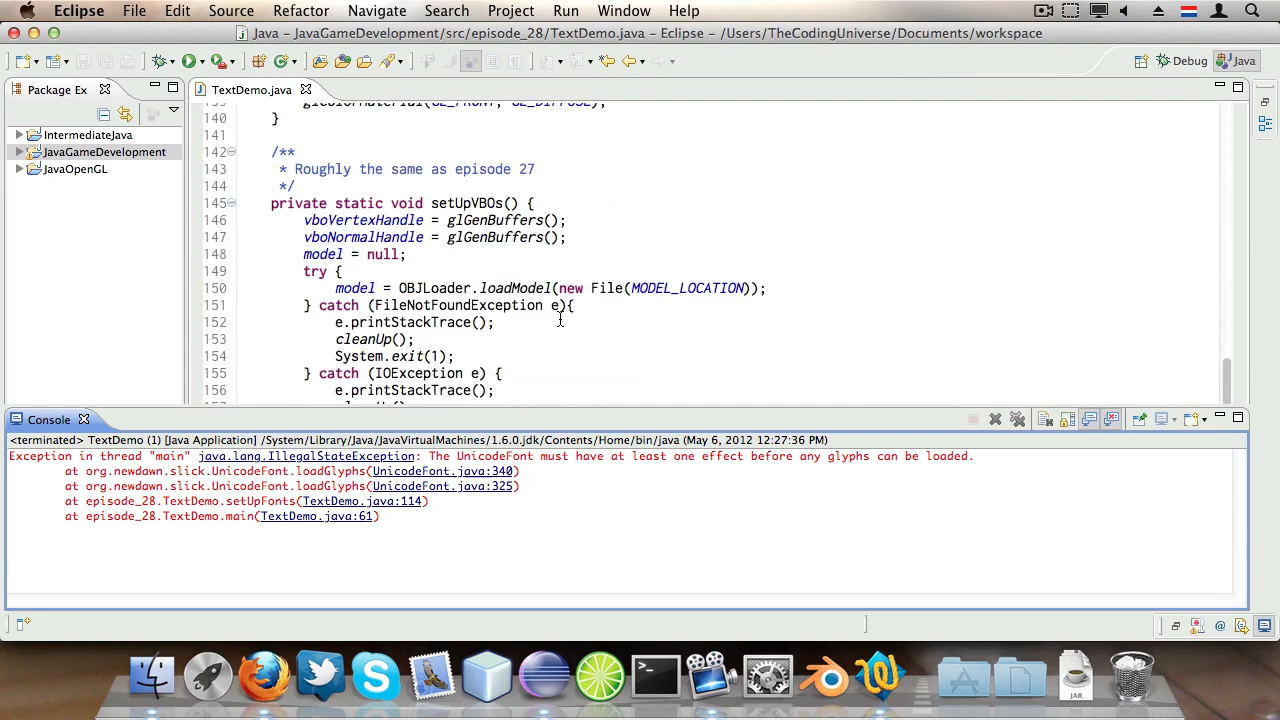 Eclipse File Edit Source Refactoring Navigate Search Project Run Window Help
Java – JavaGameDevelopment/src/episode_28/TextDemo.java – Eclipse – /Users/TheCodingUniverse/Documents/workspace
Debug Java
Package Ex
TextDemo.java
IntermediateJava
JavaGameDevelopment
JavaOpenGL
139 glColorMaterial(GL_FRONT, GL_DIFFUSE);
140 }
141
142 /**
143 * Roughly the same as episode 27
144 */
145 private static void setUpVBOs() {
146 vboVertexHandle = glGenBuffers();
147 vboNormalHandle = glGenBuffers();
148 model = null;
149 try {
150 model = OBJLoader.loadModel(new File(MODEL_LOCATION));
151 } catch (FileNotFoundException e){
152 e.printStackTrace();
153 cleanUp();
154 System.exit(1);
155 } catch (IOException e) {
156 e.printStackTrace();
Console
<terminated> TextDemo (1) [Java Application] /System/Library/Java/JavaVirtualMachines/1.6.0.jdk/Contents/Home/bin/java (May 6, 2012 12:27:36 PM)
Exception in thread "main" java.lang.IllegalStateException: The UnicodeFont must have at least one effect before any glyphs can be loaded.
at org.newdawn.slick.UnicodeFont.loadGlyphs(UnicodeFont.java:340)
at org.newdawn.slick.UnicodeFont.loadGlyphs(UnicodeFont.java:325)
at episode_28.TextDemo.setUpFonts(TextDemo.java:114)
at episode_28.TextDemo.main(TextDemo.java:61)
JAR